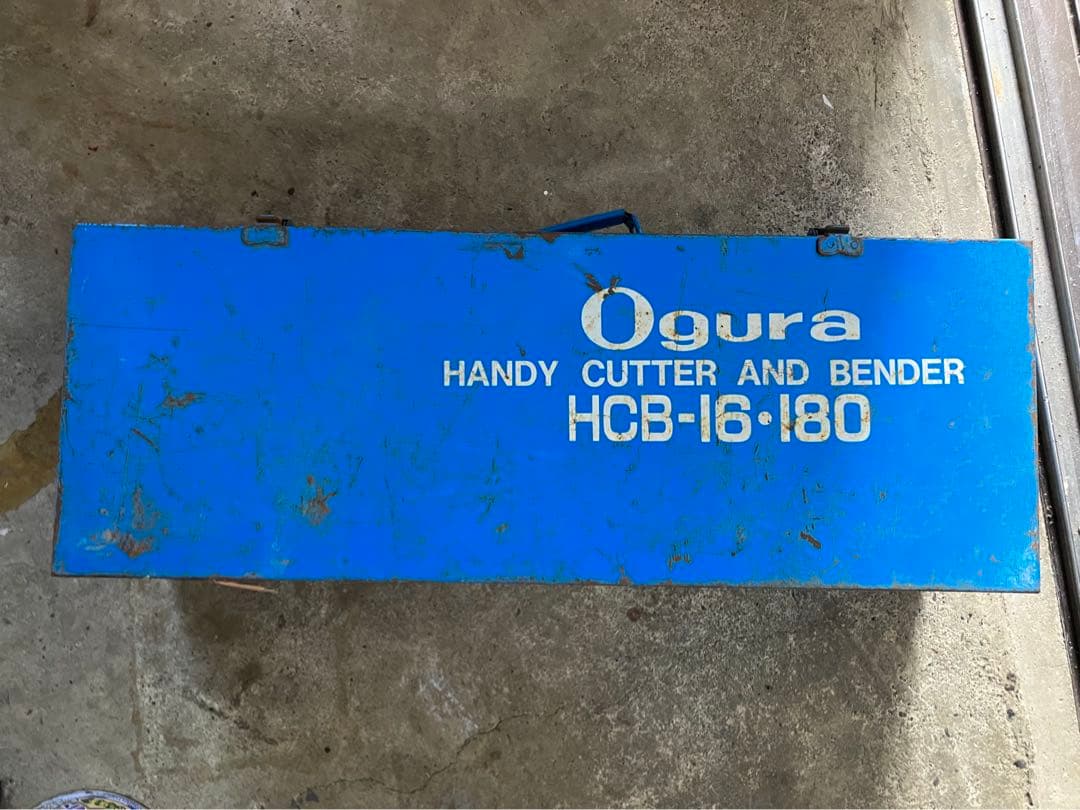 Ogura
HANDY CUTTER AND BENDER
HCB-16·180